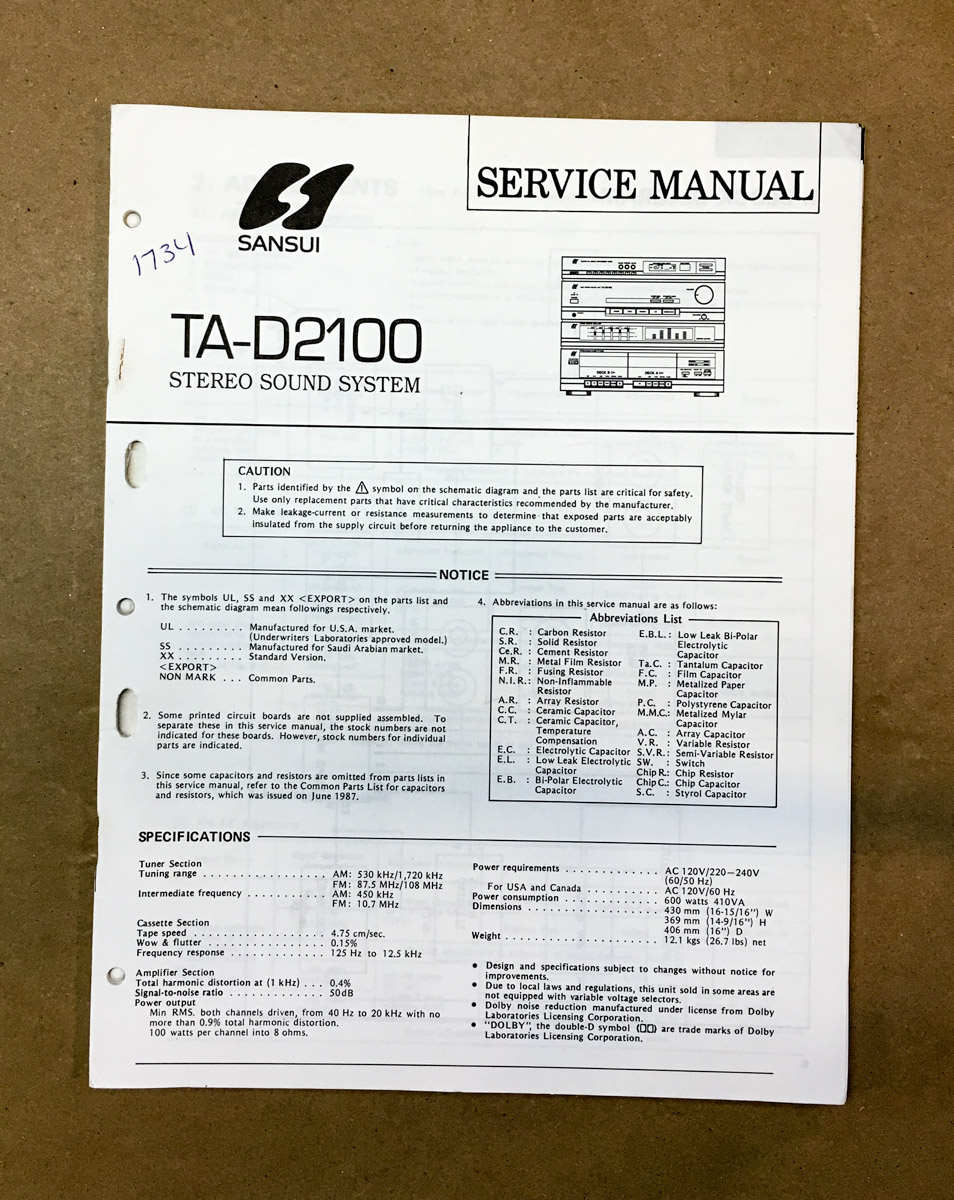 SERVICE MANUAL
SANSUI
1734
TA-D2100
STEREO SOUND SYSTEM
DECK B
DECK A
CAUTION
1. Parts identified by the ⚠ symbol on the schematic diagram and the parts list are critical for safety.
Use only replacement parts that have critical characteristics recommended by the manufacturer.
2. Make leakage-current or resistance measurements to determine that exposed parts are acceptably
insulated from the supply circuit before returning the appliance to the customer.
NOTICE
1. The symbols UL, SS and XX <EXPORT> on the parts list and
the schematic diagram mean followings respectively.
UL . . . . . . . . . Manufactured for U.S.A. market.
(Underwriters Laboratories approved model.)
SS . . . . . . . . . Manufactured for Saudi Arabian market.
XX . . . . . . . . . Standard Version.
<EXPORT>
NON MARK . . . Common Parts.
2. Some printed circuit boards are not supplied assembled. To
separate these in this service manual, the stock numbers are not
indicated for these boards. However, stock numbers for individual
parts are indicated.
3. Since some capacitors and resistors are omitted from parts lists in
this service manual, refer to the Common Parts List for capacitors
and resistors, which was issued on June 1987.
4. Abbreviations in this service manual are as follows:
Abbreviations List
C.R. : Carbon Resistor
S.R. : Solid Resistor
Ce.R. : Cement Resistor
M.R. : Metal Film Resistor
F.R. : Fusing Resistor
N.I.R.: Non-Inflammable
Resistor
A.R. : Array Resistor
C.C. : Ceramic Capacitor
C.T. : Ceramic Capacitor,
Temperature
Compensation
E.C. : Electrolytic Capacitor
E.L. : Low Leak Electrolytic
Capacitor
E.B. : Bi-Polar Electrolytic
Capacitor
E.B.L.: Low Leak Bi-Polar
Electrolytic
Capacitor
Ta.C. : Tantalum Capacitor
F.C. : Film Capacitor
M.P. : Metalized Paper
Capacitor
P.C. : Polystyrene Capacitor
M.M.C.: Metalized Mylar
Capacitor
A.C. : Array Capacitor
V.R. : Variable Resistor
S.V.R.: Semi-Variable Resistor
SW. : Switch
Chip R.: Chip Resistor
Chip C.: Chip Capacitor
S.C. : Styrol Capacitor
SPECIFICATIONS
Tuner Section
Tuning range . . . . . . . . . . . . . . . . AM: 530 kHz/1,720 kHz
FM: 87.5 MHz/108 MHz
Intermediate frequency . . . . . . . . . . AM: 450 kHz
FM: 10.7 MHz
Cassette Section
Tape speed . . . . . . . . . . . . . . . . . 4.75 cm/sec.
Wow & flutter . . . . . . . . . . . . . . . 0.15%
Frequency response . . . . . . . . . . . . 125 Hz to 12.5 kHz
Amplifier Section
Total harmonic distortion at (1 kHz) . . . 0.4%
Signal-to-noise ratio . . . . . . . . . . . . 50dB
Power output
Min RMS. both channels driven, from 40 Hz to 20 kHz with no
more than 0.9% total harmonic distortion.
100 watts per channel into 8 ohms.
Power requirements . . . . . . . . . . . . . AC 120V/220–240V
(60/50 Hz)
For USA and Canada . . . . . . . . . . AC 120V/60 Hz
Power consumption . . . . . . . . . . . . . 600 watts 410VA
Dimensions . . . . . . . . . . . . . . . . . . 430 mm (16-15/16") W
369 mm (14-9/16") H
406 mm (16") D
Weight . . . . . . . . . . . . . . . . . . . . . 12.1 kgs (26.7 lbs) net
● Design and specifications subject to changes without notice for
improvements.
● Due to local laws and regulations, this unit sold in some areas are
not equipped with variable voltage selectors.
● Dolby noise reduction manufactured under license from Dolby
Laboratories Licensing Corporation.
● "DOLBY", the double-D symbol (DD) are trade marks of Dolby
Laboratories Licensing Corporation.